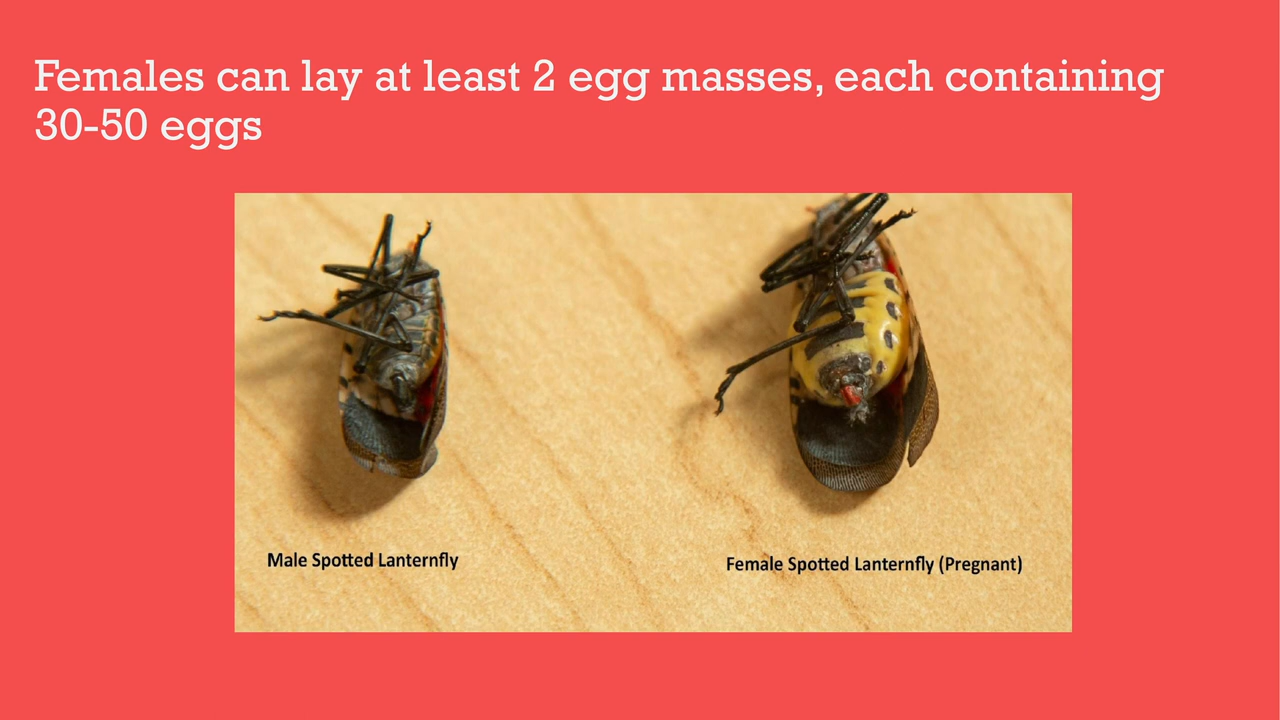 Females can lay at least 2 egg masses, each containing
30-50 eggs
Male Spotted Lanternfly
Female Spotted Lanternfly (Pregnant)